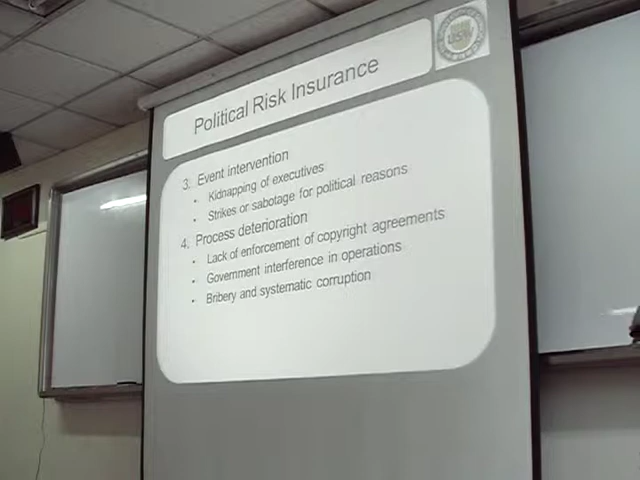 Political Risk Insurance
3. Event intervention
• Kidnapping of executives
• Strikes or sabotage for political reasons
4. Process deterioration
• Lack of enforcement of copyright agreements
• Government interference in operations
• Bribery and systematic corruption